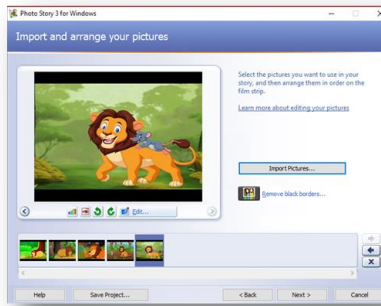 Photo Story 3 for Windows
Import and arrange your pictures
Select the pictures you want to use in your
story, and then arrange them in order on the
film strip.
Learn more about editing your pictures
Import Pictures...
Remove black borders...
Edit...
Help
Save Project...
< Back
Next >
Cancel